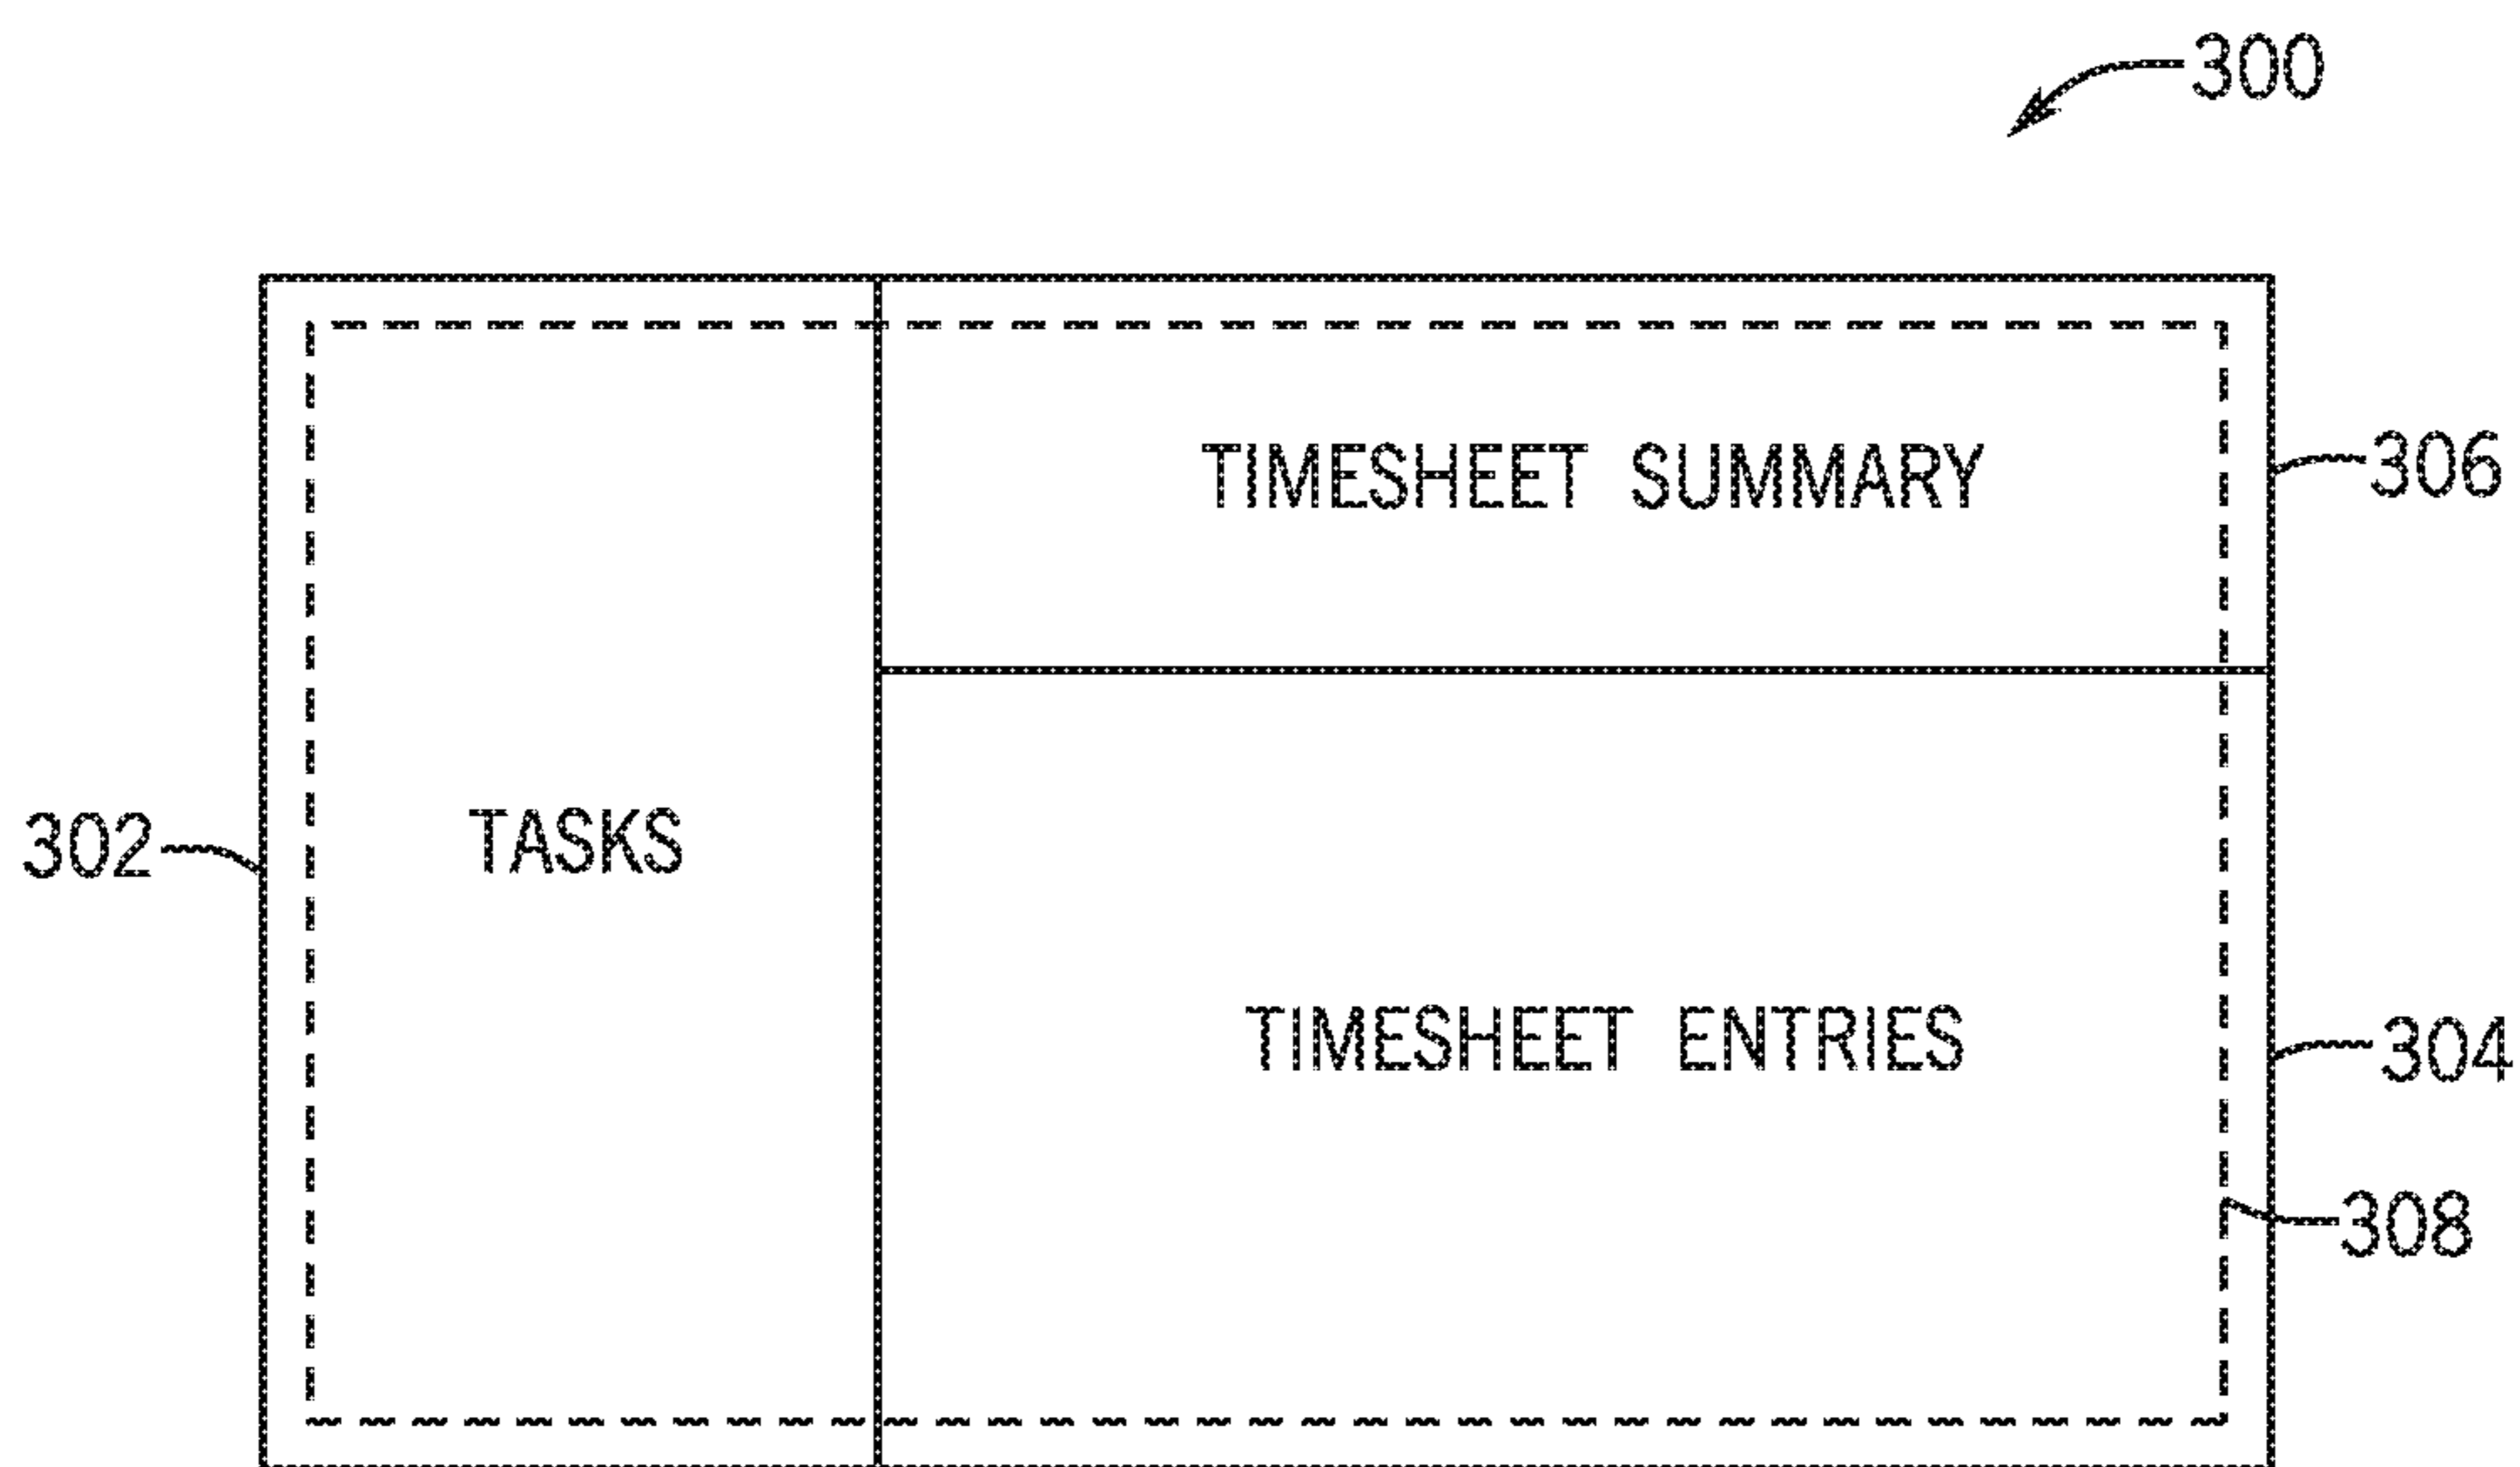 300
TIMESHEET SUMMARY
306
302
TASKS
TIMESHEET ENTRIES
304
308